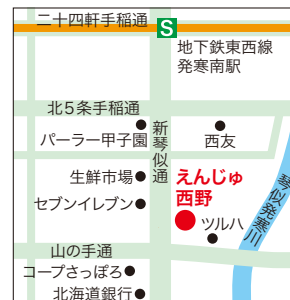 二十四軒手稲通
S
地下鉄東西線
発寒南駅
北5条手稲通
パーラー甲子園
新琴似通
西友
生鮮市場
セブンイレブン
えんじゅ
西野
ツルハ
琴似発寒川
山の手通
コープさっぽろ
北海道銀行